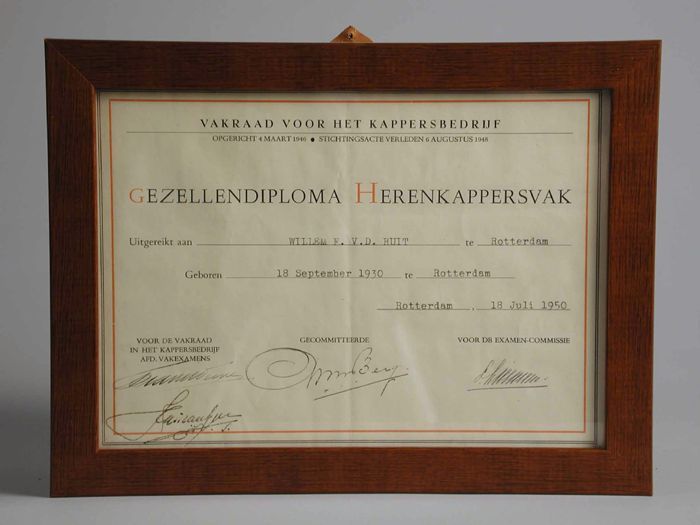 VAKRAAD VOOR HET KAPPERSBEDRIJF
OPGERICHT 4 MAART 1946 ● STICHTINGSACTE VERLEDEN 6 AUGUSTUS 1948
GEZELLENDIPLOMA HERENKAPPERSVAK
Uitgereikt aan WILLEM F. V.D. HUIT te Rotterdam
Geboren 18 September 1930 te Rotterdam
Rotterdam , 18 Juli 1950
VOOR DE VAKRAAD
IN HET KAPPERSBEDRIJF
AFD. VAKEXAMENS
GECOMMITTEERDE
VOOR DE EXAMEN-COMMISSIE